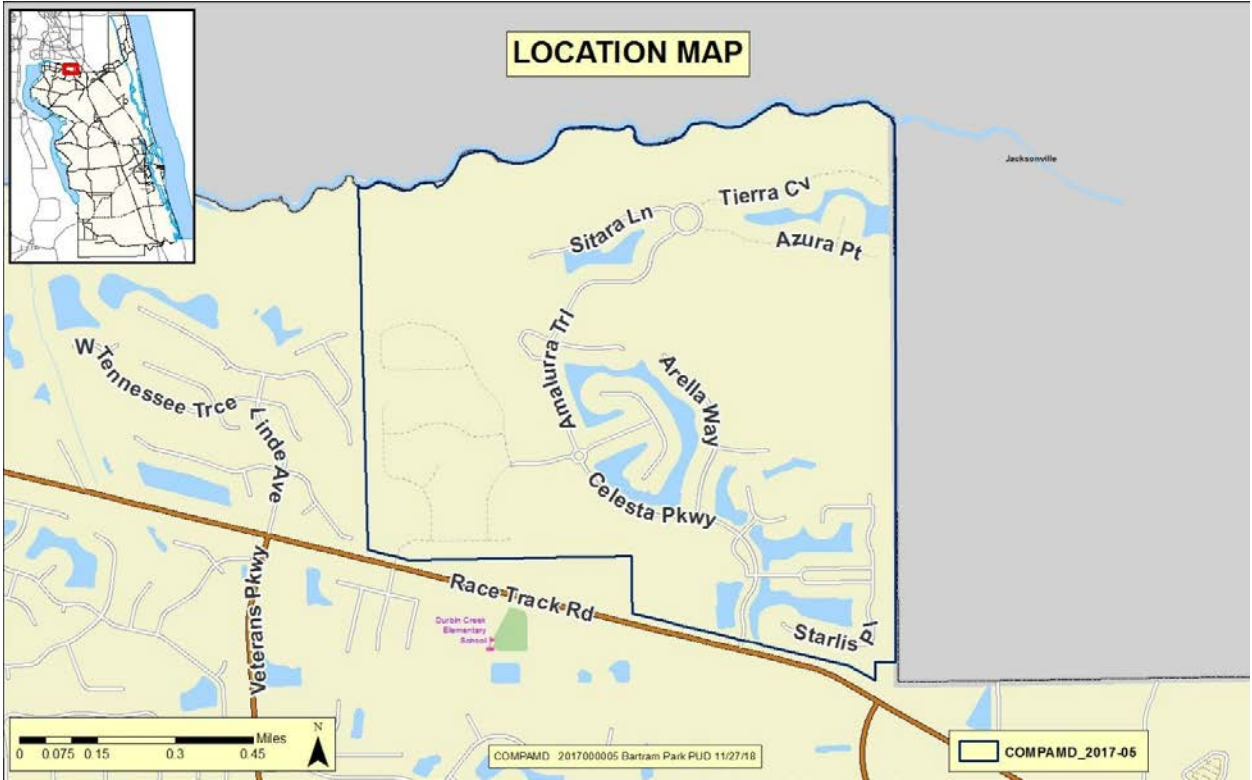 LOCATION MAP
Jacksonville
Tierra Cv
Sitara Ln
Azura Pt
Amalurra Trl
Arella Way
W Tennessee Trce
Linde Ave
Celesta Pkwy
Race Track Rd
Durbin Creek
Elementary
School
Veterans Pkwy
Starlis Pl
Miles
0 0.075 0.15 0.3 0.45
N
COMPAMD 2017000005 Bartram Park PUD 11/27/18
COMPAMD_2017-05